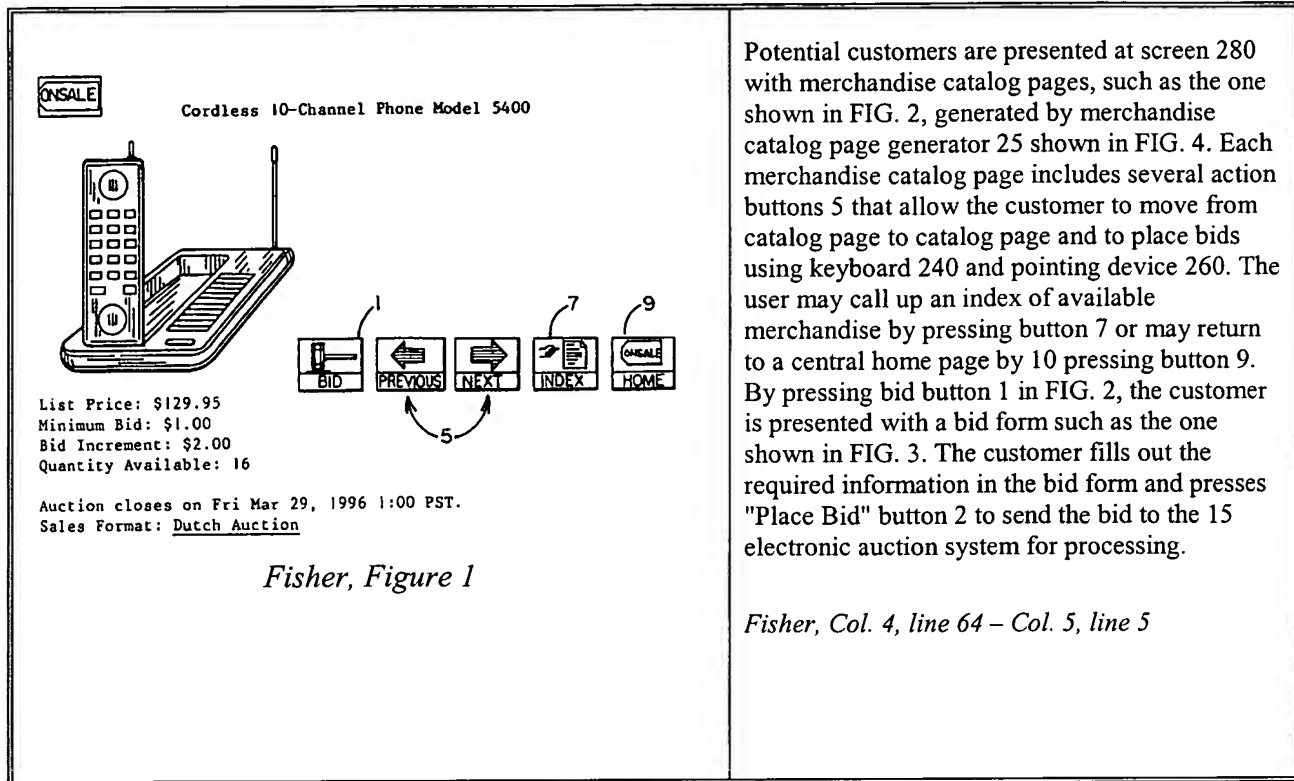 ONSALE
Cordless 10-Channel Phone Model 5400
1
7
9
BID
PREVIOUS
NEXT
INDEX
ONSALE
HOME
5
List Price: $129.95
Minimum Bid: $1.00
Bid Increment: $2.00
Quantity Available: 16
Auction closes on Fri Mar 29, 1996 1:00 PST.
Sales Format: Dutch Auction
Fisher, Figure 1
Potential customers are presented at screen 280
with merchandise catalog pages, such as the one
shown in FIG. 2, generated by merchandise
catalog page generator 25 shown in FIG. 4. Each
merchandise catalog page includes several action
buttons 5 that allow the customer to move from
catalog page to catalog page and to place bids
using keyboard 240 and pointing device 260. The
user may call up an index of available
merchandise by pressing button 7 or may return
to a central home page by 10 pressing button 9.
By pressing bid button 1 in FIG. 2, the customer
is presented with a bid form such as the one
shown in FIG. 3. The customer fills out the
required information in the bid form and presses
"Place Bid" button 2 to send the bid to the 15
electronic auction system for processing.
Fisher, Col. 4, line 64 – Col. 5, line 5